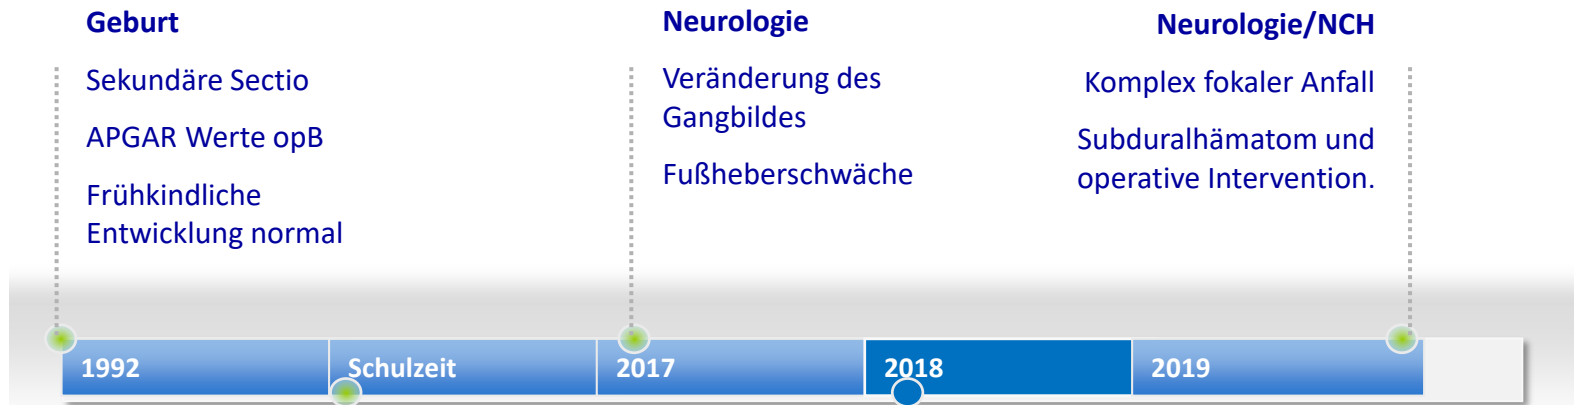 Geburt
Sekundäre Sectio
APGAR Werte opB
Frühkindliche
Entwicklung normal
Neurologie
Veränderung des
Gangbildes
Fußheberschwäche
Neurologie/NCH
Komplex fokaler Anfall
Subduralhämatom und
operative Intervention.
1992
Schulzeit
2017
2018
2019